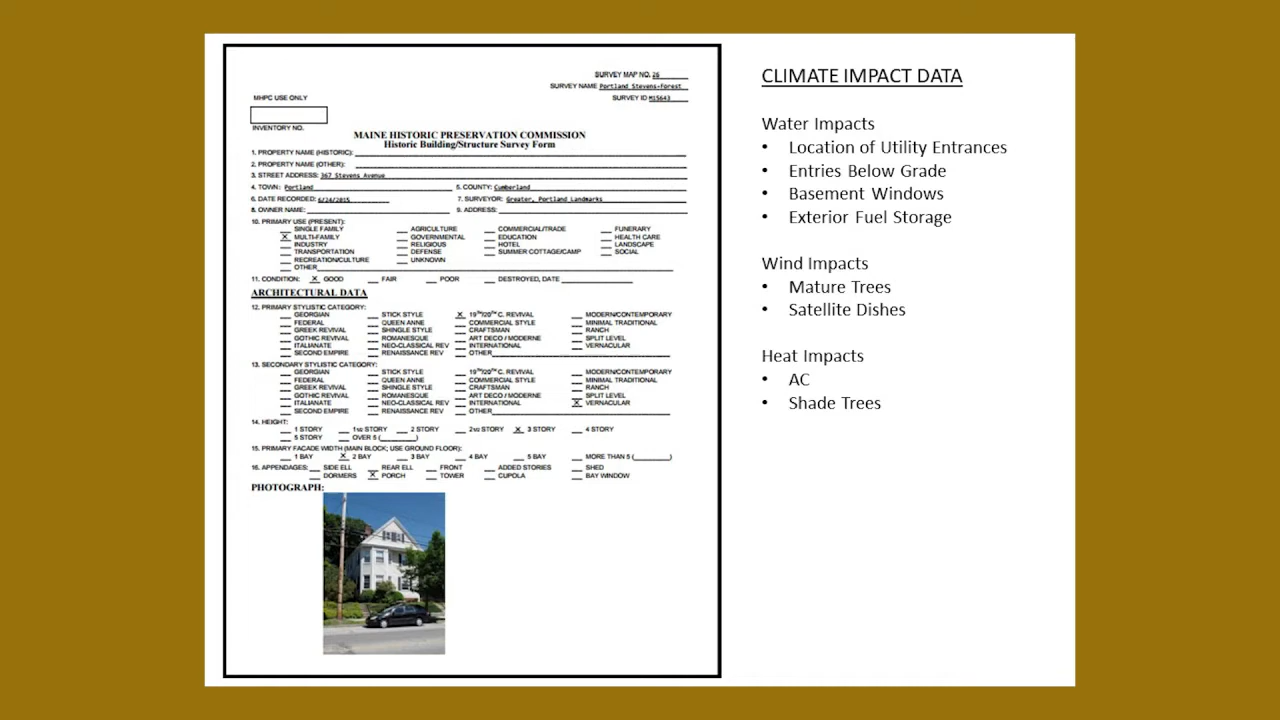 SURVEY MAP NO. 26
SURVEY NAME Portland Stevens-Forest
MHPC USE ONLY
SURVEY ID M15643
INVENTORY NO.
MAINE HISTORIC PRESERVATION COMMISSION
Historic Building/Structure Survey Form
1. PROPERTY NAME (HISTORIC):
2. PROPERTY NAME (OTHER):
3. STREET ADDRESS: 367 Stevens Avenue
4. TOWN: Portland 5. COUNTY: Cumberland
6. DATE RECORDED: 6/24/2015 7. SURVEYOR: Greater, Portland Landmarks
8. OWNER NAME: 9. ADDRESS:
10. PRIMARY USE (PRESENT):
SINGLE FAMILY AGRICULTURE COMMERCIAL/TRADE FUNERARY
X MULTI-FAMILY GOVERNMENTAL EDUCATION HEALTH CARE
INDUSTRY RELIGIOUS HOTEL LANDSCAPE
TRANSPORTATION DEFENSE SUMMER COTTAGE/CAMP SOCIAL
RECREATION/CULTURE UNKNOWN
OTHER
11. CONDITION: X GOOD FAIR POOR DESTROYED, DATE
ARCHITECTURAL DATA
12. PRIMARY STYLISTIC CATEGORY:
GEORGIAN STICK STYLE X 19TH/20TH C. REVIVAL MODERN/CONTEMPORARY
FEDERAL QUEEN ANNE COMMERCIAL STYLE MINIMAL TRADITIONAL
GREEK REVIVAL SHINGLE STYLE CRAFTSMAN RANCH
GOTHIC REVIVAL ROMANESQUE ART DECO / MODERNE SPLIT LEVEL
ITALIANATE NEO-CLASSICAL REV INTERNATIONAL VERNACULAR
SECOND EMPIRE RENAISSANCE REV OTHER
13. SECONDARY STYLISTIC CATEGORY:
GEORGIAN STICK STYLE 19TH/20TH C. REVIVAL MODERN/CONTEMPORARY
FEDERAL QUEEN ANNE COMMERCIAL STYLE MINIMAL TRADITIONAL
GREEK REVIVAL SHINGLE STYLE CRAFTSMAN RANCH
GOTHIC REVIVAL ROMANESQUE ART DECO / MODERNE SPLIT LEVEL
ITALIANATE NEO-CLASSICAL REV INTERNATIONAL X VERNACULAR
SECOND EMPIRE RENAISSANCE REV OTHER
14. HEIGHT:
1 STORY 1 1/2 STORY 2 STORY 2 1/2 STORY X 3 STORY 4 STORY
5 STORY OVER 5 ( )
15. PRIMARY FACADE WIDTH (MAIN BLOCK; USE GROUND FLOOR):
1 BAY X 2 BAY 3 BAY 4 BAY 5 BAY MORE THAN 5 ( )
16. APPENDAGES: SIDE ELL REAR ELL FRONT ADDED STORIES SHED
DORMERS X PORCH TOWER CUPOLA BAY WINDOW
PHOTOGRAPH:
CLIMATE IMPACT DATA
Water Impacts
• Location of Utility Entrances
• Entries Below Grade
• Basement Windows
• Exterior Fuel Storage
Wind Impacts
• Mature Trees
• Satellite Dishes
Heat Impacts
• AC
• Shade Trees